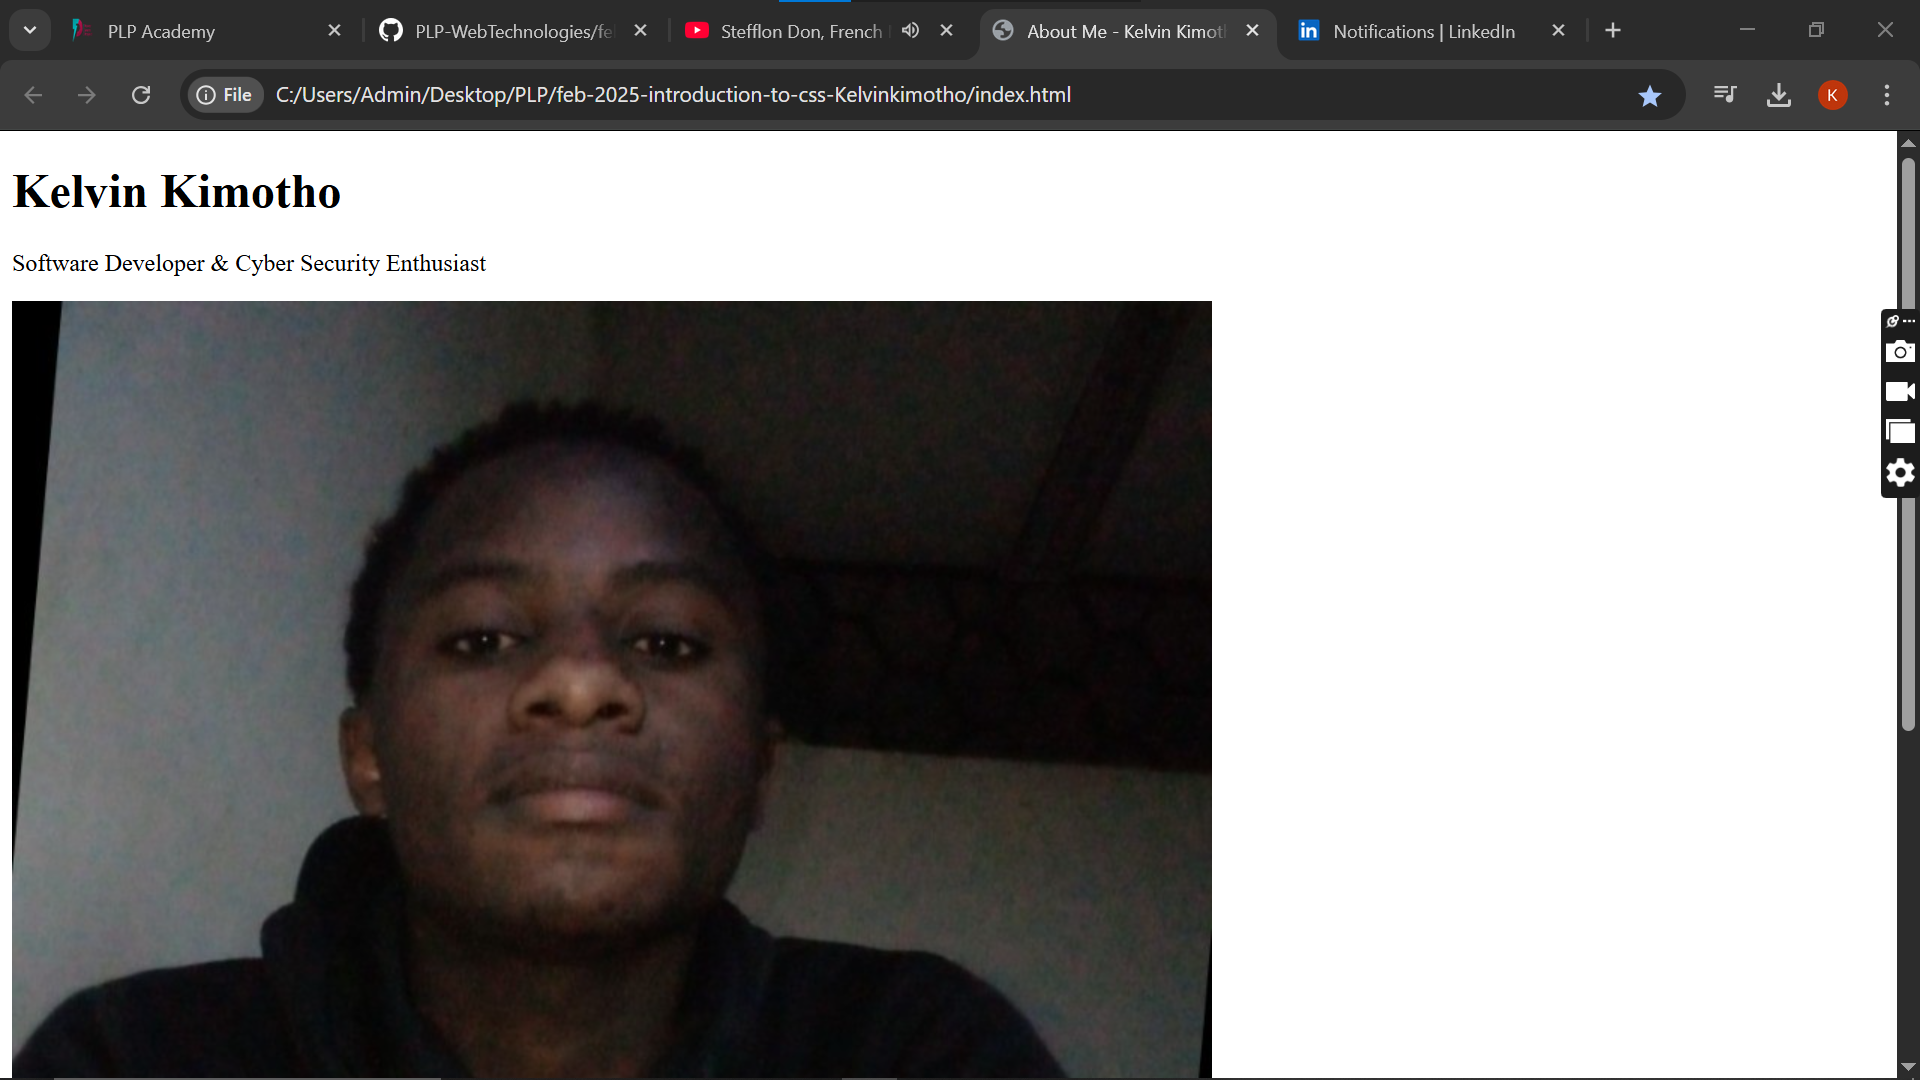 PLP Academy
PLP-WebTechnologies/fe
Stefflon Don, French
About Me - Kelvin Kimot
Notifications | LinkedIn
File
C:/Users/Admin/Desktop/PLP/feb-2025-introduction-to-css-Kelvinkimotho/index.html
K
Kelvin Kimotho
Software Developer & Cyber Security Enthusiast